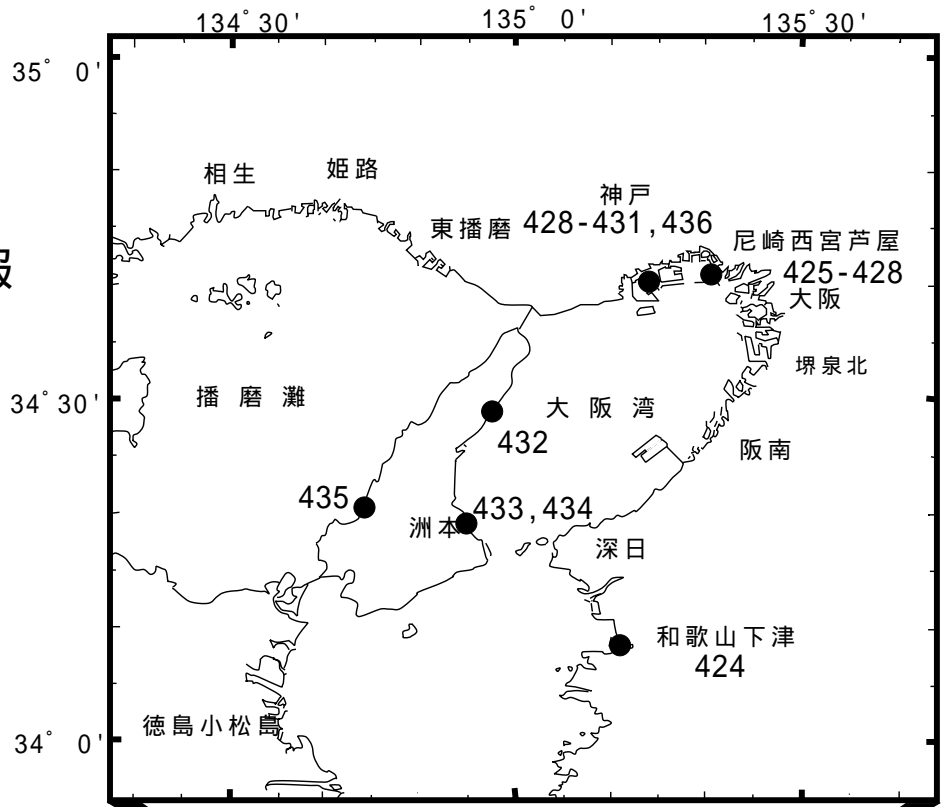 134°30' 135° 0' 135°30'
35° 0'
相生
姫路
神戸
東播磨
428-431,436
尼崎西宮芦屋
報
425-428
大阪
堺泉北
34°30'
播磨灘
大阪湾
432
阪南
435
433,434
洲本
深日
和歌山下津
424
徳島小松島
34° 0'